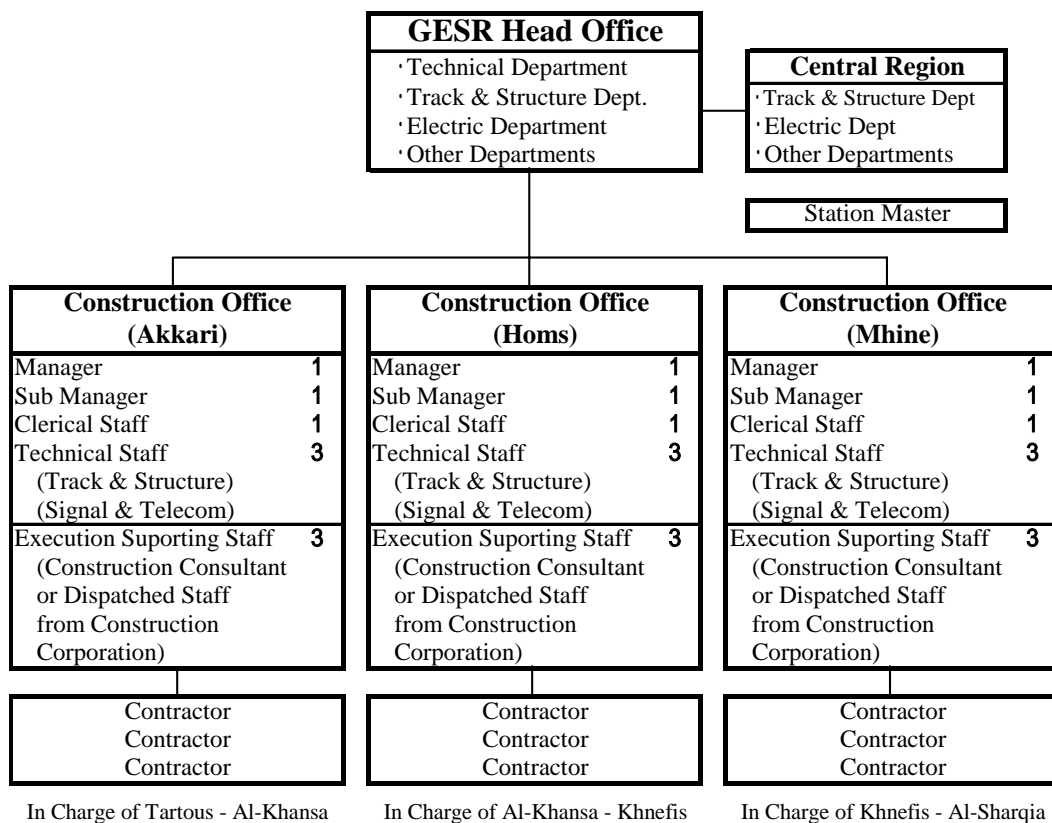 GESR Head Office
·Technical Department
·Track & Structure Dept.
·Electric Department
·Other Departments
Central Region
·Track & Structure Dept
·Electric Dept
·Other Departments
Station Master
Construction Office
(Akkari)
Manager 1
Sub Manager 1
Clerical Staff 1
Technical Staff 3
(Track & Structure)
(Signal & Telecom)
Execution Suporting Staff 3
(Construction Consultant
or Dispatched Staff
from Construction
Corporation)
Contractor
Contractor
Contractor
In Charge of Tartous - Al-Khansa
Construction Office
(Homs)
Manager 1
Sub Manager 1
Clerical Staff 1
Technical Staff 3
(Track & Structure)
(Signal & Telecom)
Execution Suporting Staff 3
(Construction Consultant
or Dispatched Staff
from Construction
Corporation)
Contractor
Contractor
Contractor
In Charge of Al-Khansa - Khnefis
Construction Office
(Mhine)
Manager 1
Sub Manager 1
Clerical Staff 1
Technical Staff 3
(Track & Structure)
(Signal & Telecom)
Execution Suporting Staff 3
(Construction Consultant
or Dispatched Staff
from Construction
Corporation)
Contractor
Contractor
Contractor
In Charge of Khnefis - Al-Sharqia